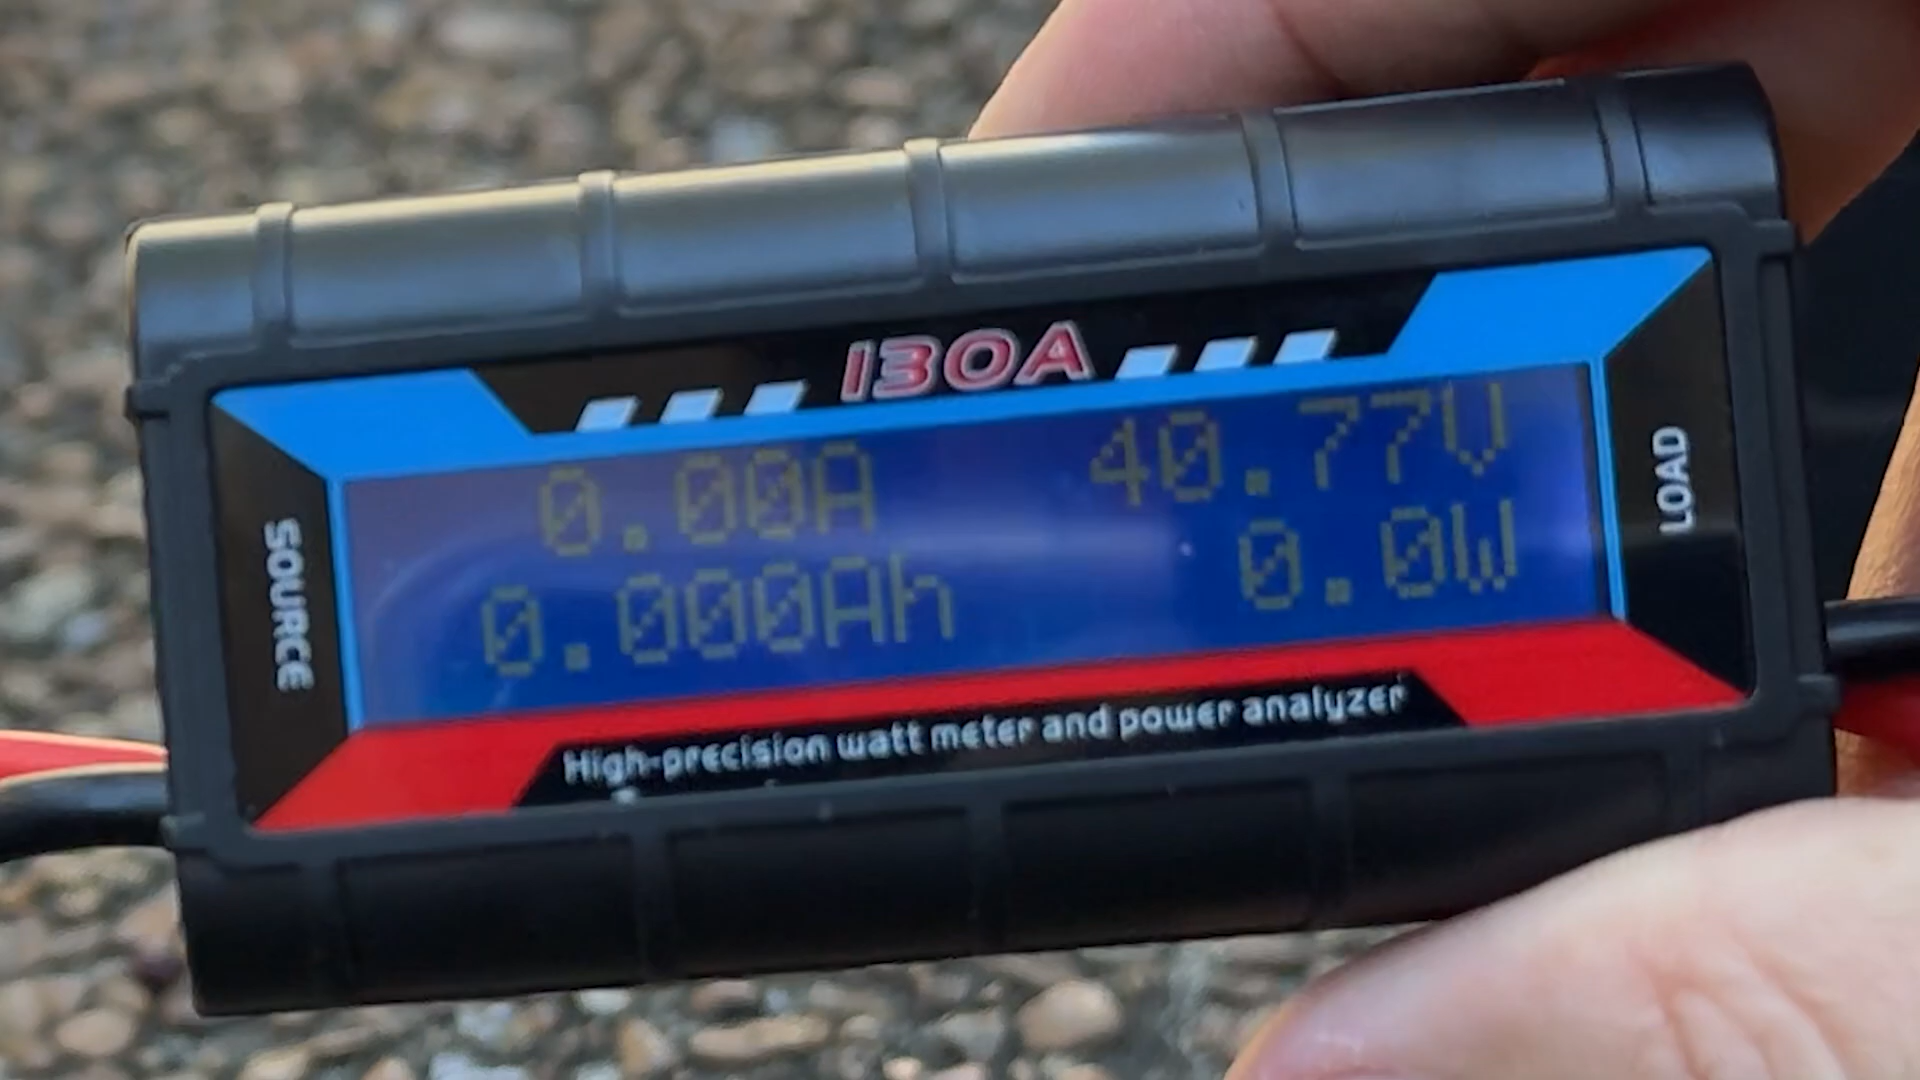 130A
0.00A 40.77V
0.000Ah 0.0W
SOURCE
LOAD
High-precision watt meter and power analyzer